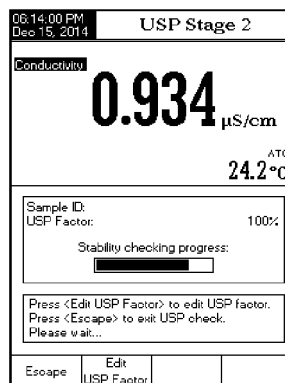 06:14:00 PM
Dec 15, 2014
USP Stage 2
Conductivity
0.934 µS/cm
ATC
24.2 °C
Sample ID:
USP Factor: 100%
Stability checking progress:
Press <Edit USP Factor> to edit USP factor.
Press <Escape> to exit USP check.
Please wait...
Escape
Edit
USP Factor